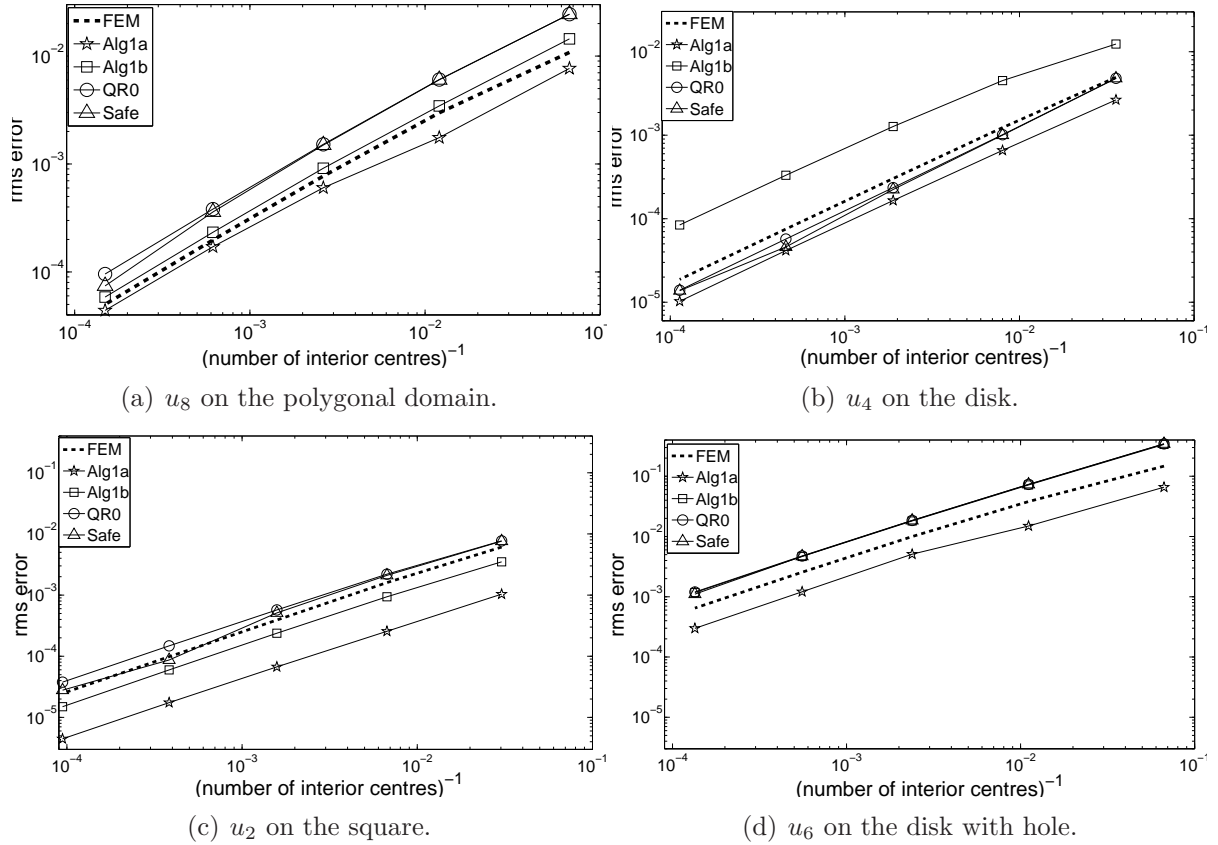 FEM
Alg1a
Alg1b
QR0
Safe
10−2
10−3
10−4
rms error
10−4
10−3
10−2
10−
(number of interior centres)−1
(a) u8 on the polygonal domain.
FEM
Alg1a
Alg1b
QR0
Safe
10−2
10−3
10−4
10−5
rms error
10−4
10−3
10−2
10−1
(number of interior centres)−1
(b) u4 on the disk.
FEM
Alg1a
Alg1b
QR0
Safe
10−1
10−2
10−3
10−4
10−5
rms error
10−4
10−3
10−2
10−1
(number of interior centres)−1
(c) u2 on the square.
FEM
Alg1a
Alg1b
QR0
Safe
10−1
10−2
10−3
10−4
10−5
rms error
10−4
10−3
10−2
10−1
(number of interior centres)−1
(d) u6 on the disk with hole.